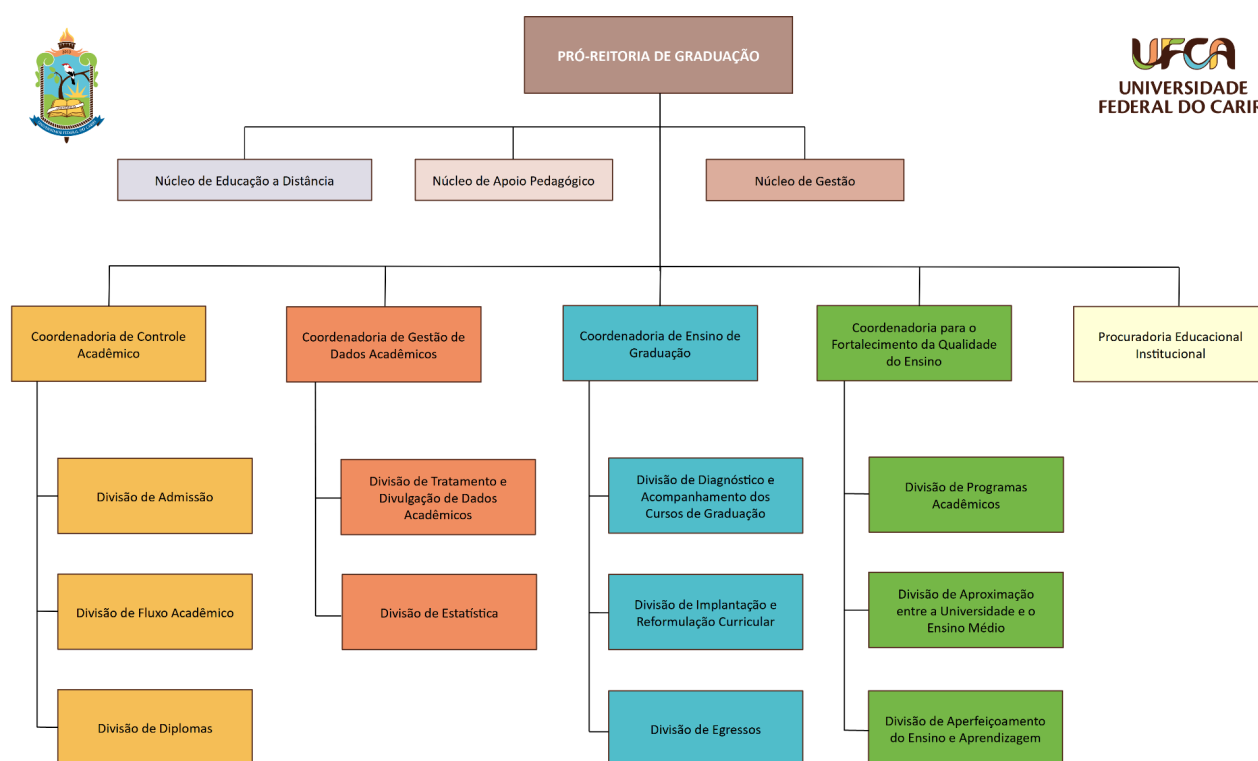 PRÓ-REITORIA DE GRADUAÇÃO
UFCA
UNIVERSIDADE
FEDERAL DO CARIR
Núcleo de Educação a Distância
Núcleo de Apoio Pedagógico
Núcleo de Gestão
Coordenadoria de Controle
Acadêmico
Coordenadoria de Gestão de
Dados Acadêmicos
Coordenadoria de Ensino de
Graduação
Coordenadoria para o
Fortalecimento da Qualidade
do Ensino
Procuradoria Educacional
Institucional
Divisão de Admissão
Divisão de Tratamento e
Divulgação de Dados
Acadêmicos
Divisão de Diagnóstico e
Acompanhamento dos
Cursos de Graduação
Divisão de Programas
Acadêmicos
Divisão de Fluxo Acadêmico
Divisão de Estatística
Divisão de Implantação e
Reformulação Curricular
Divisão de Aproximação
entre a Universidade e o
Ensino Médio
Divisão de Diplomas
Divisão de Egressos
Divisão de Aperfeiçoamento
do Ensino e Aprendizagem